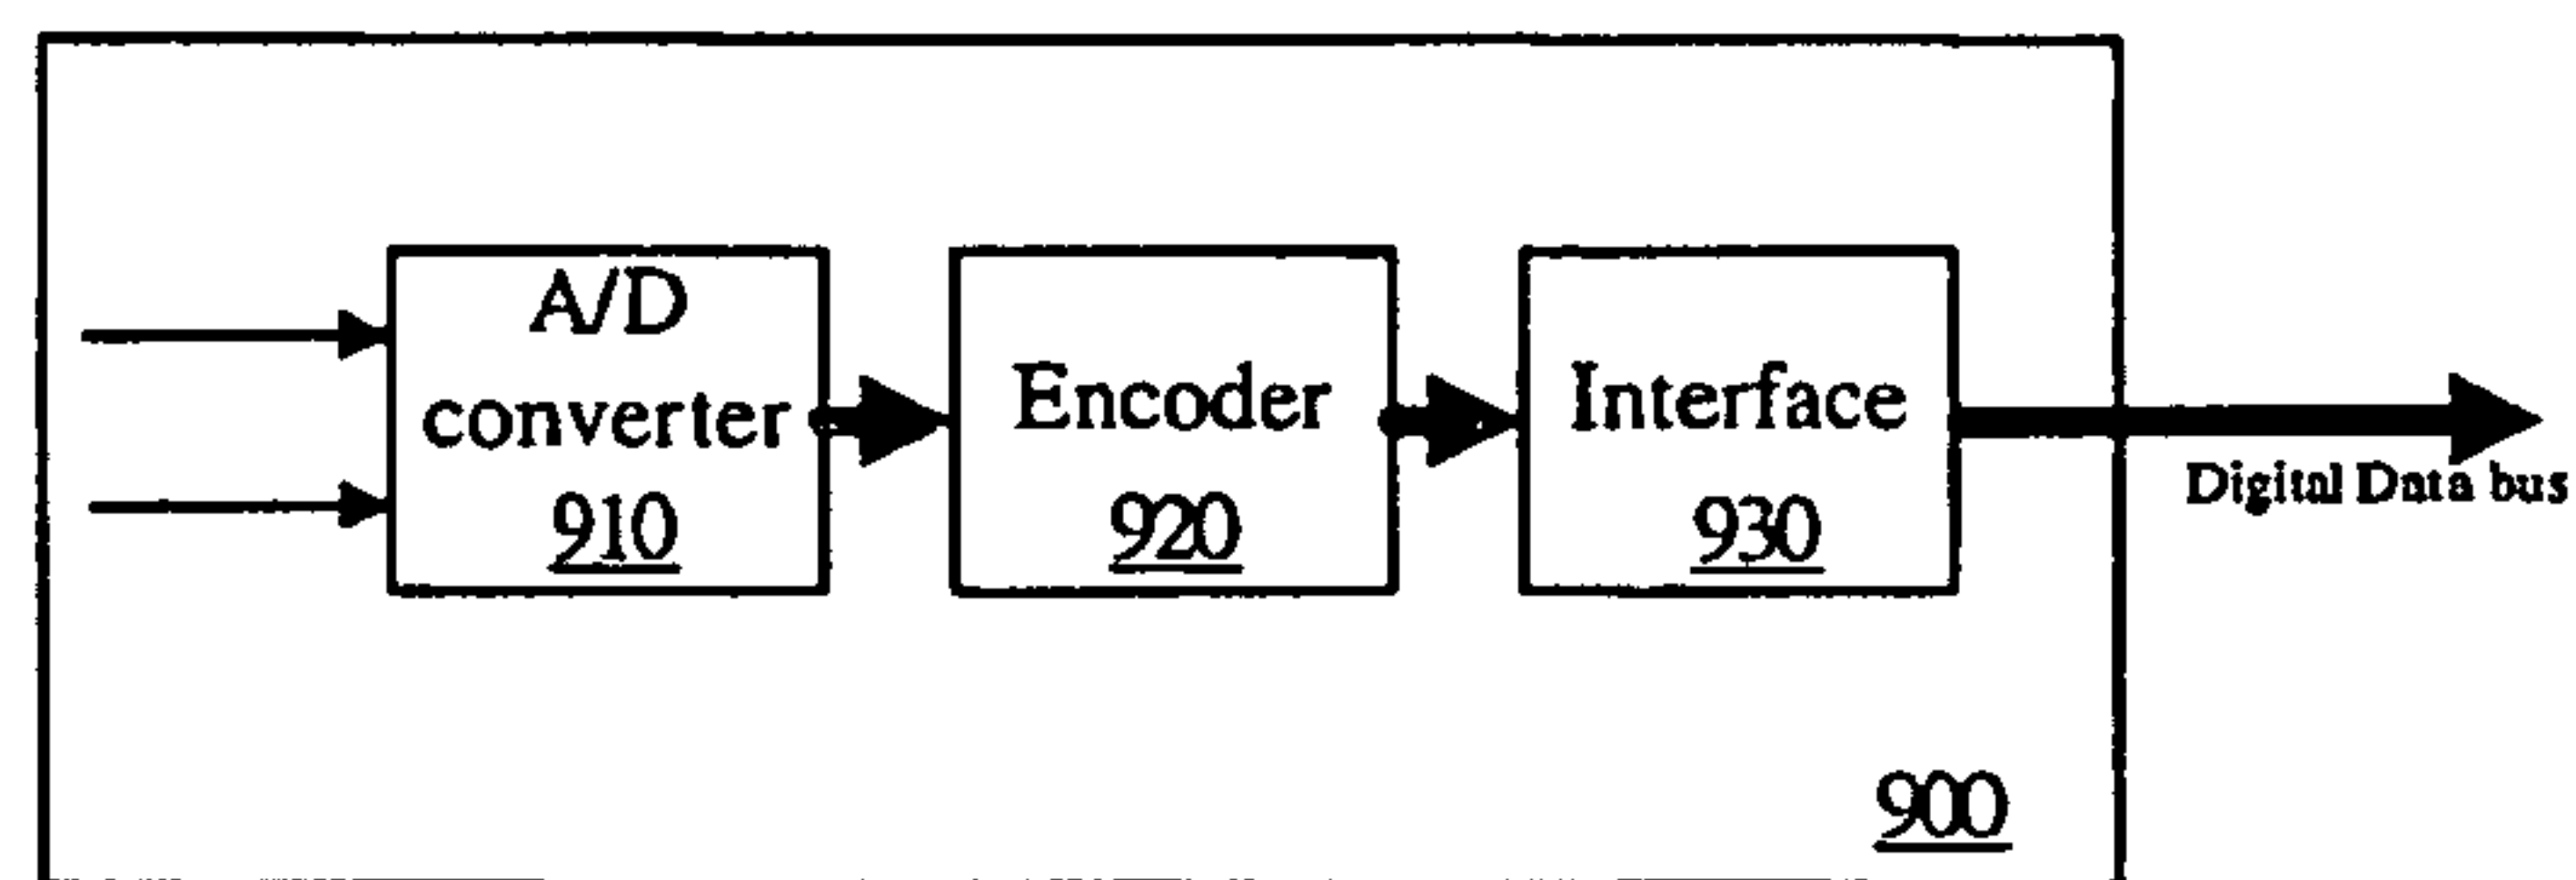 A/D
converter
910
Encoder
920
Interface
930
Digital Data bus
900